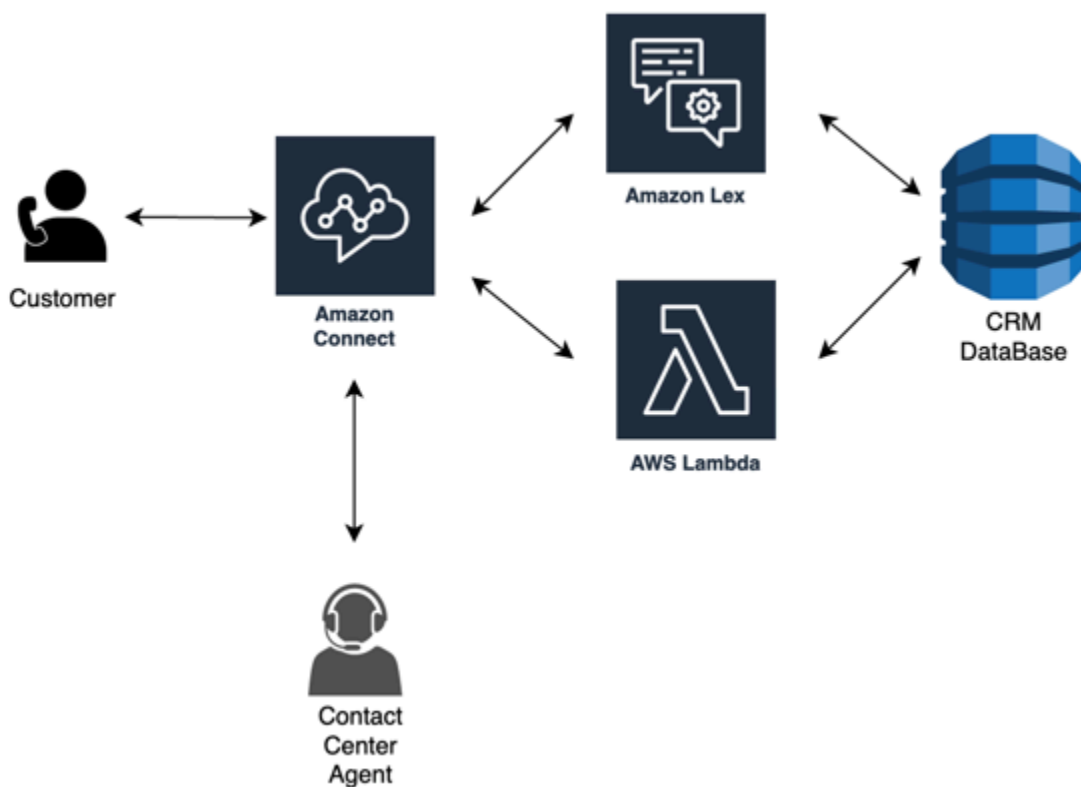 Customer
Amazon
Connect
Amazon Lex
AWS Lambda
CRM
DataBase
Contact
Center
Agent